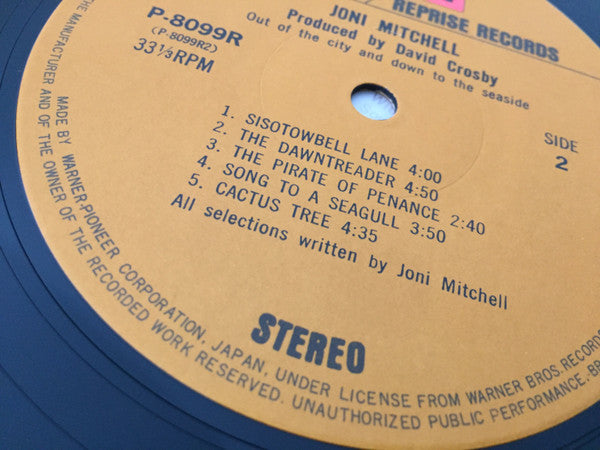 REPRISE RECORDS
P-8099R
(P-8099R2)
33⅓RPM
JONI MITCHELL
Produced by David Crosby
Out of the city and down to the seaside
SIDE
2
1. SISOTOWBELL LANE 4:00
2. THE DAWNTREADER 4:50
3. THE PIRATE OF PENANCE 2:40
4. SONG TO A SEAGULL 3:50
5. CACTUS TREE 4:35
All selections written by Joni Mitchell
STEREO
MADE BY WARNER-PIONEER CORPORATION, JAPAN, UNDER LICENSE FROM WARNER BROS. RECORDS
THE MANUFACTURER AND OF THE OWNER OF THE RECORDED WORK RESERVED. UNAUTHORIZED PUBLIC PERFORMANCE, BR